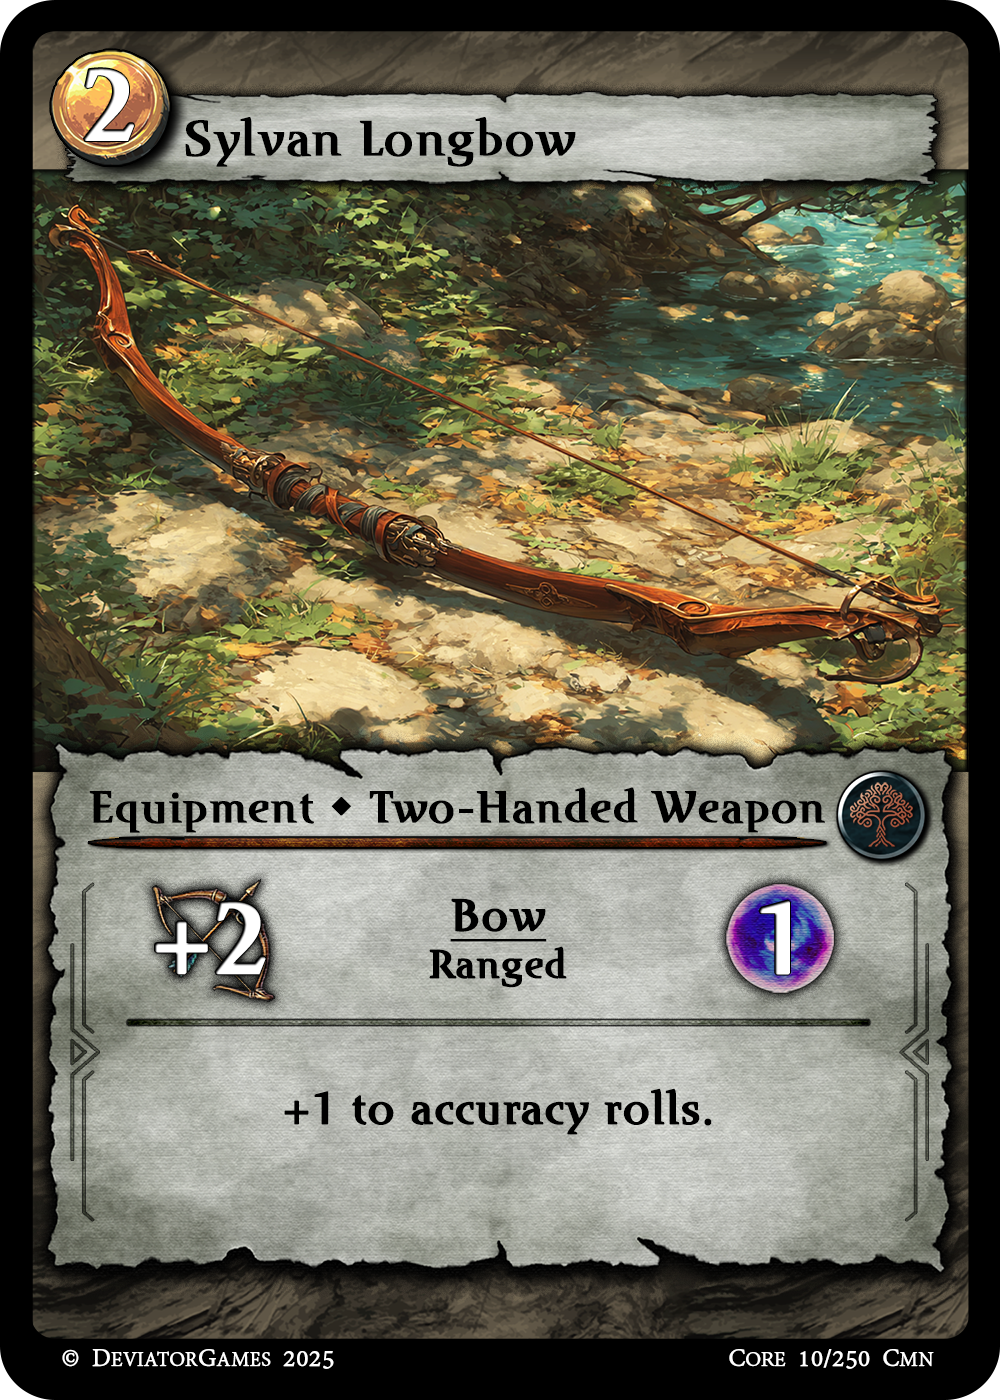 2
Sylvan Longbow
Equipment ◆ Two-Handed Weapon
+2
Bow
Ranged
1
+1 to accuracy rolls.
© DeviatorGames 2025
Core 10/250 Cmn